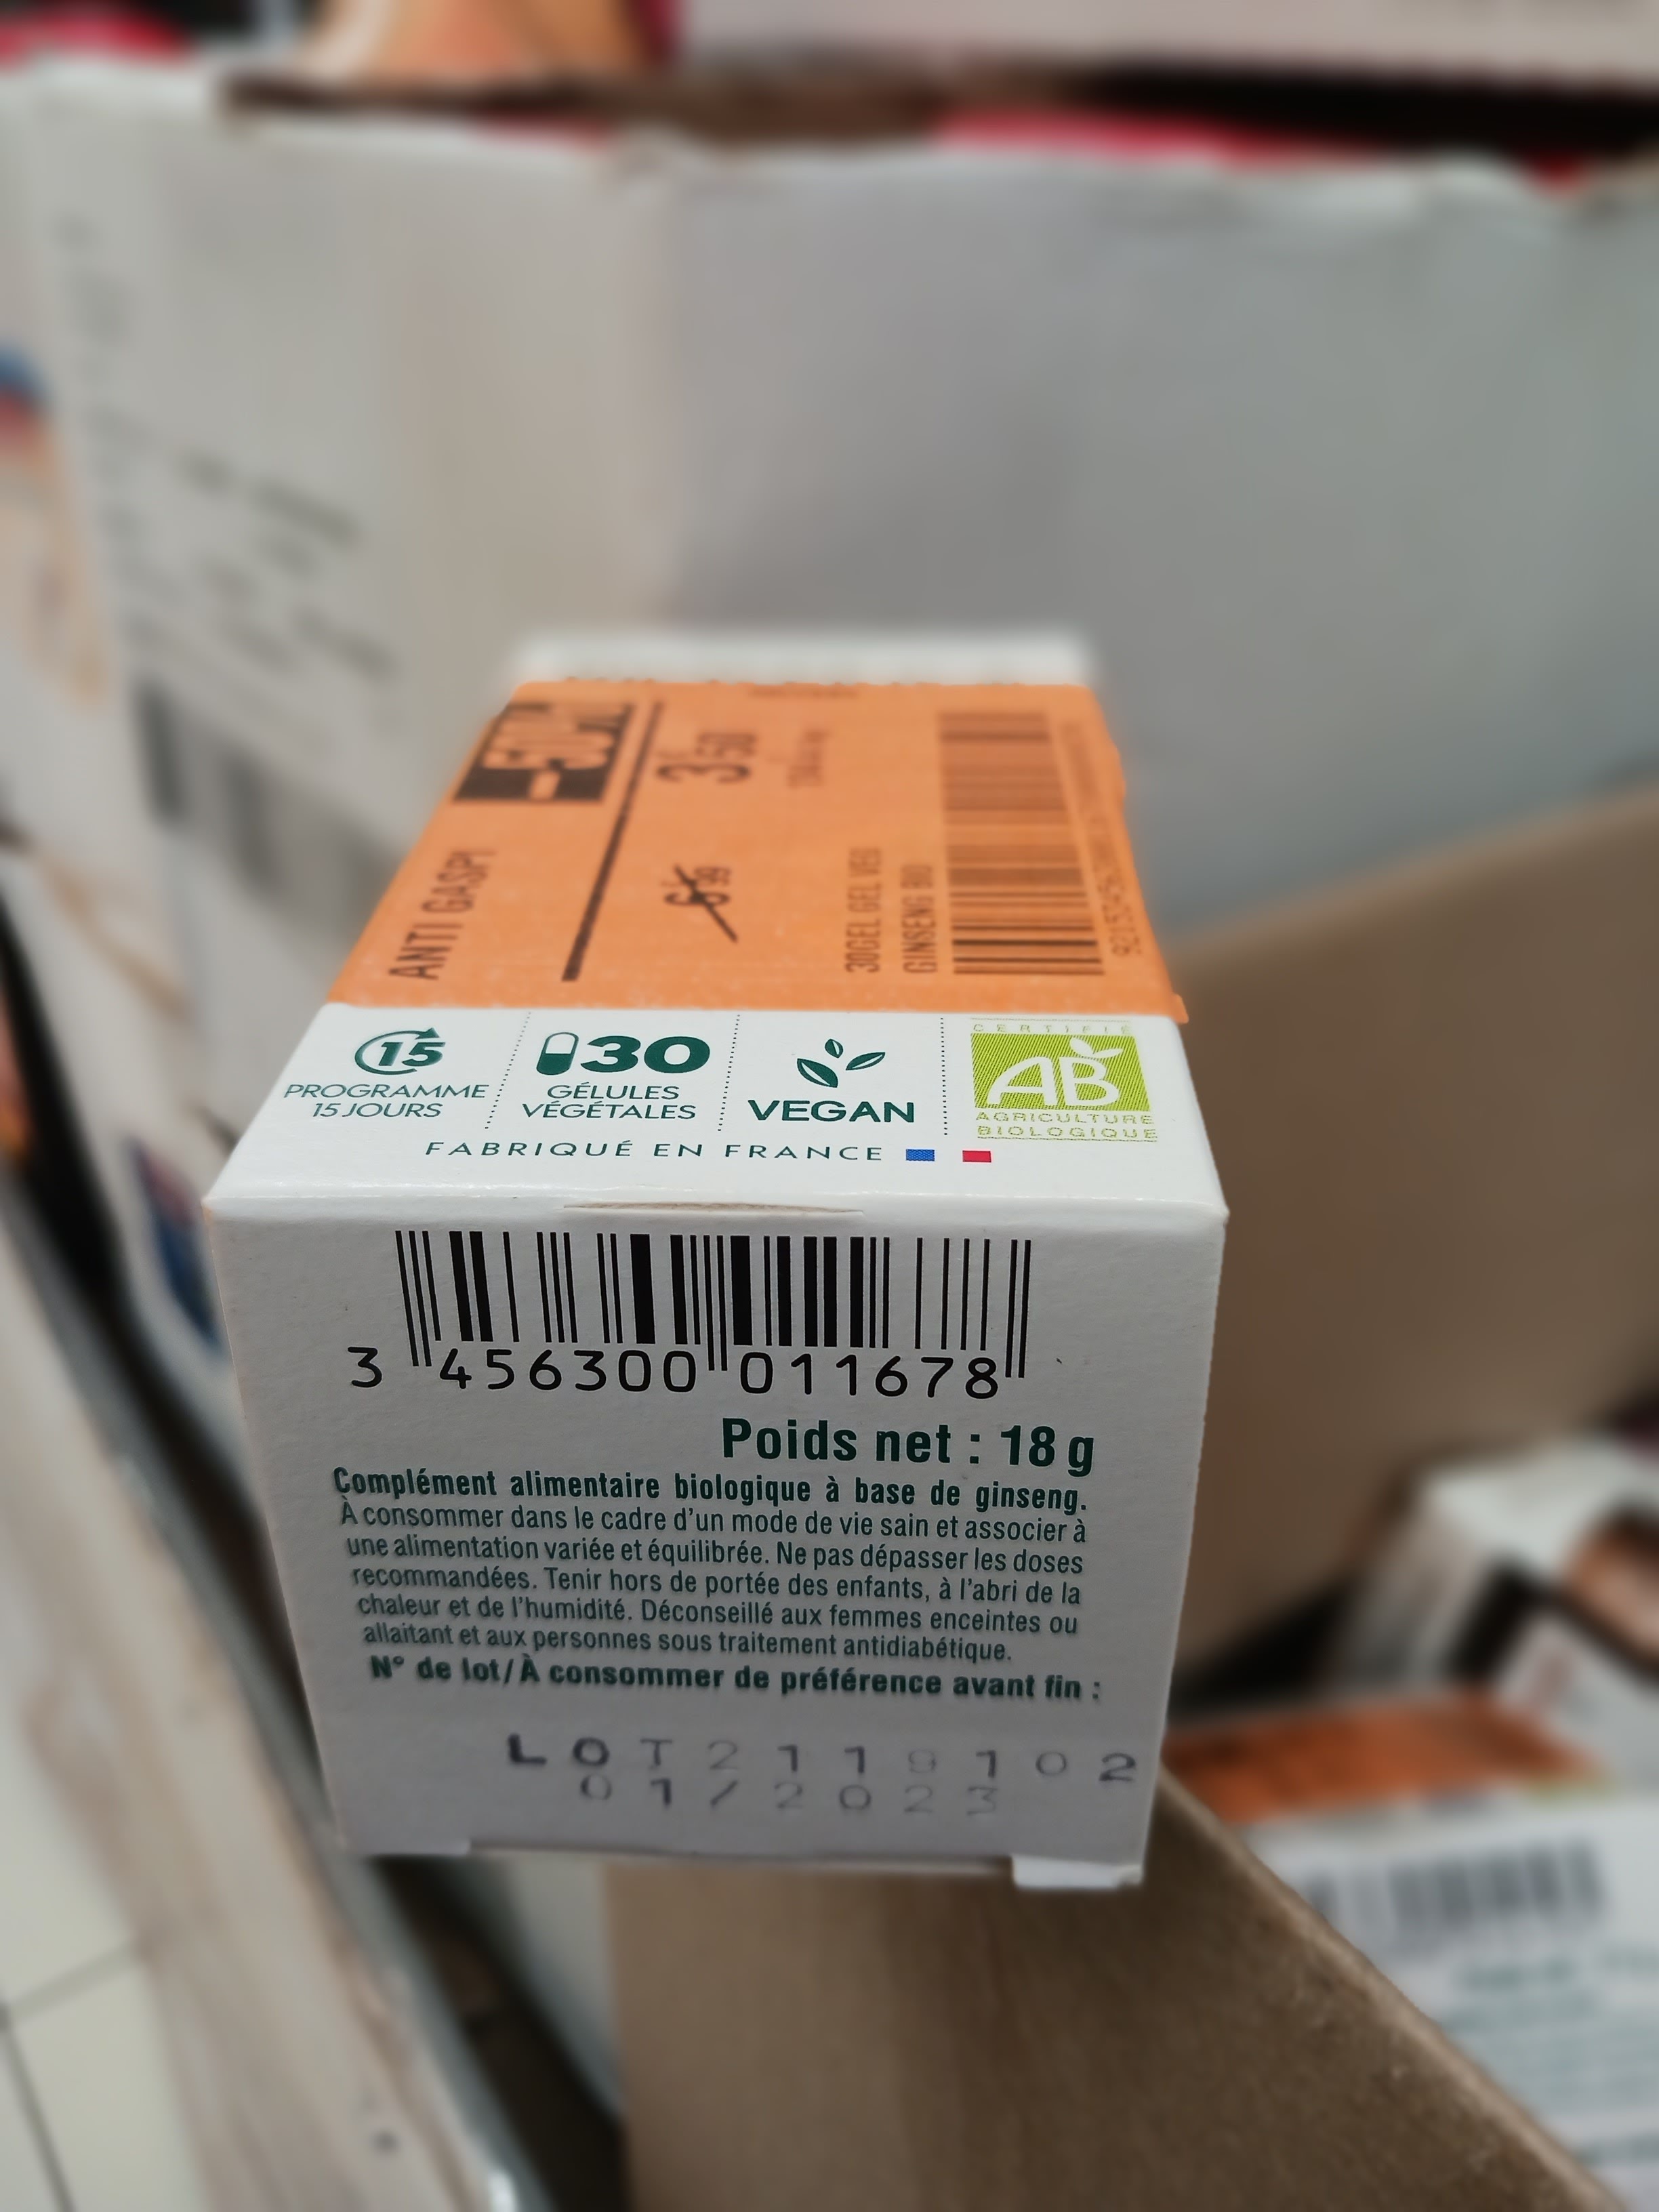 ANTI GASPI
-50%
6€99
3€50
30GEL GEL VEG
GINSENG BIO
15
PROGRAMME
15 JOURS
30
GÉLULES
VÉGÉTALES
VEGAN
CERTIFIÉ
AB
AGRICULTURE
BIOLOGIQUE
FABRIQUÉ EN FRANCE
3 456300 011678
Poids net : 18 g
Complément alimentaire biologique à base de ginseng.
À consommer dans le cadre d'un mode de vie sain et associer à
une alimentation variée et équilibrée. Ne pas dépasser les doses
recommandées. Tenir hors de portée des enfants, à l'abri de la
chaleur et de l'humidité. Déconseillé aux femmes enceintes ou
allaitant et aux personnes sous traitement antidiabétique.
N° de lot/À consommer de préférence avant fin :
LOT2119102
01/2023